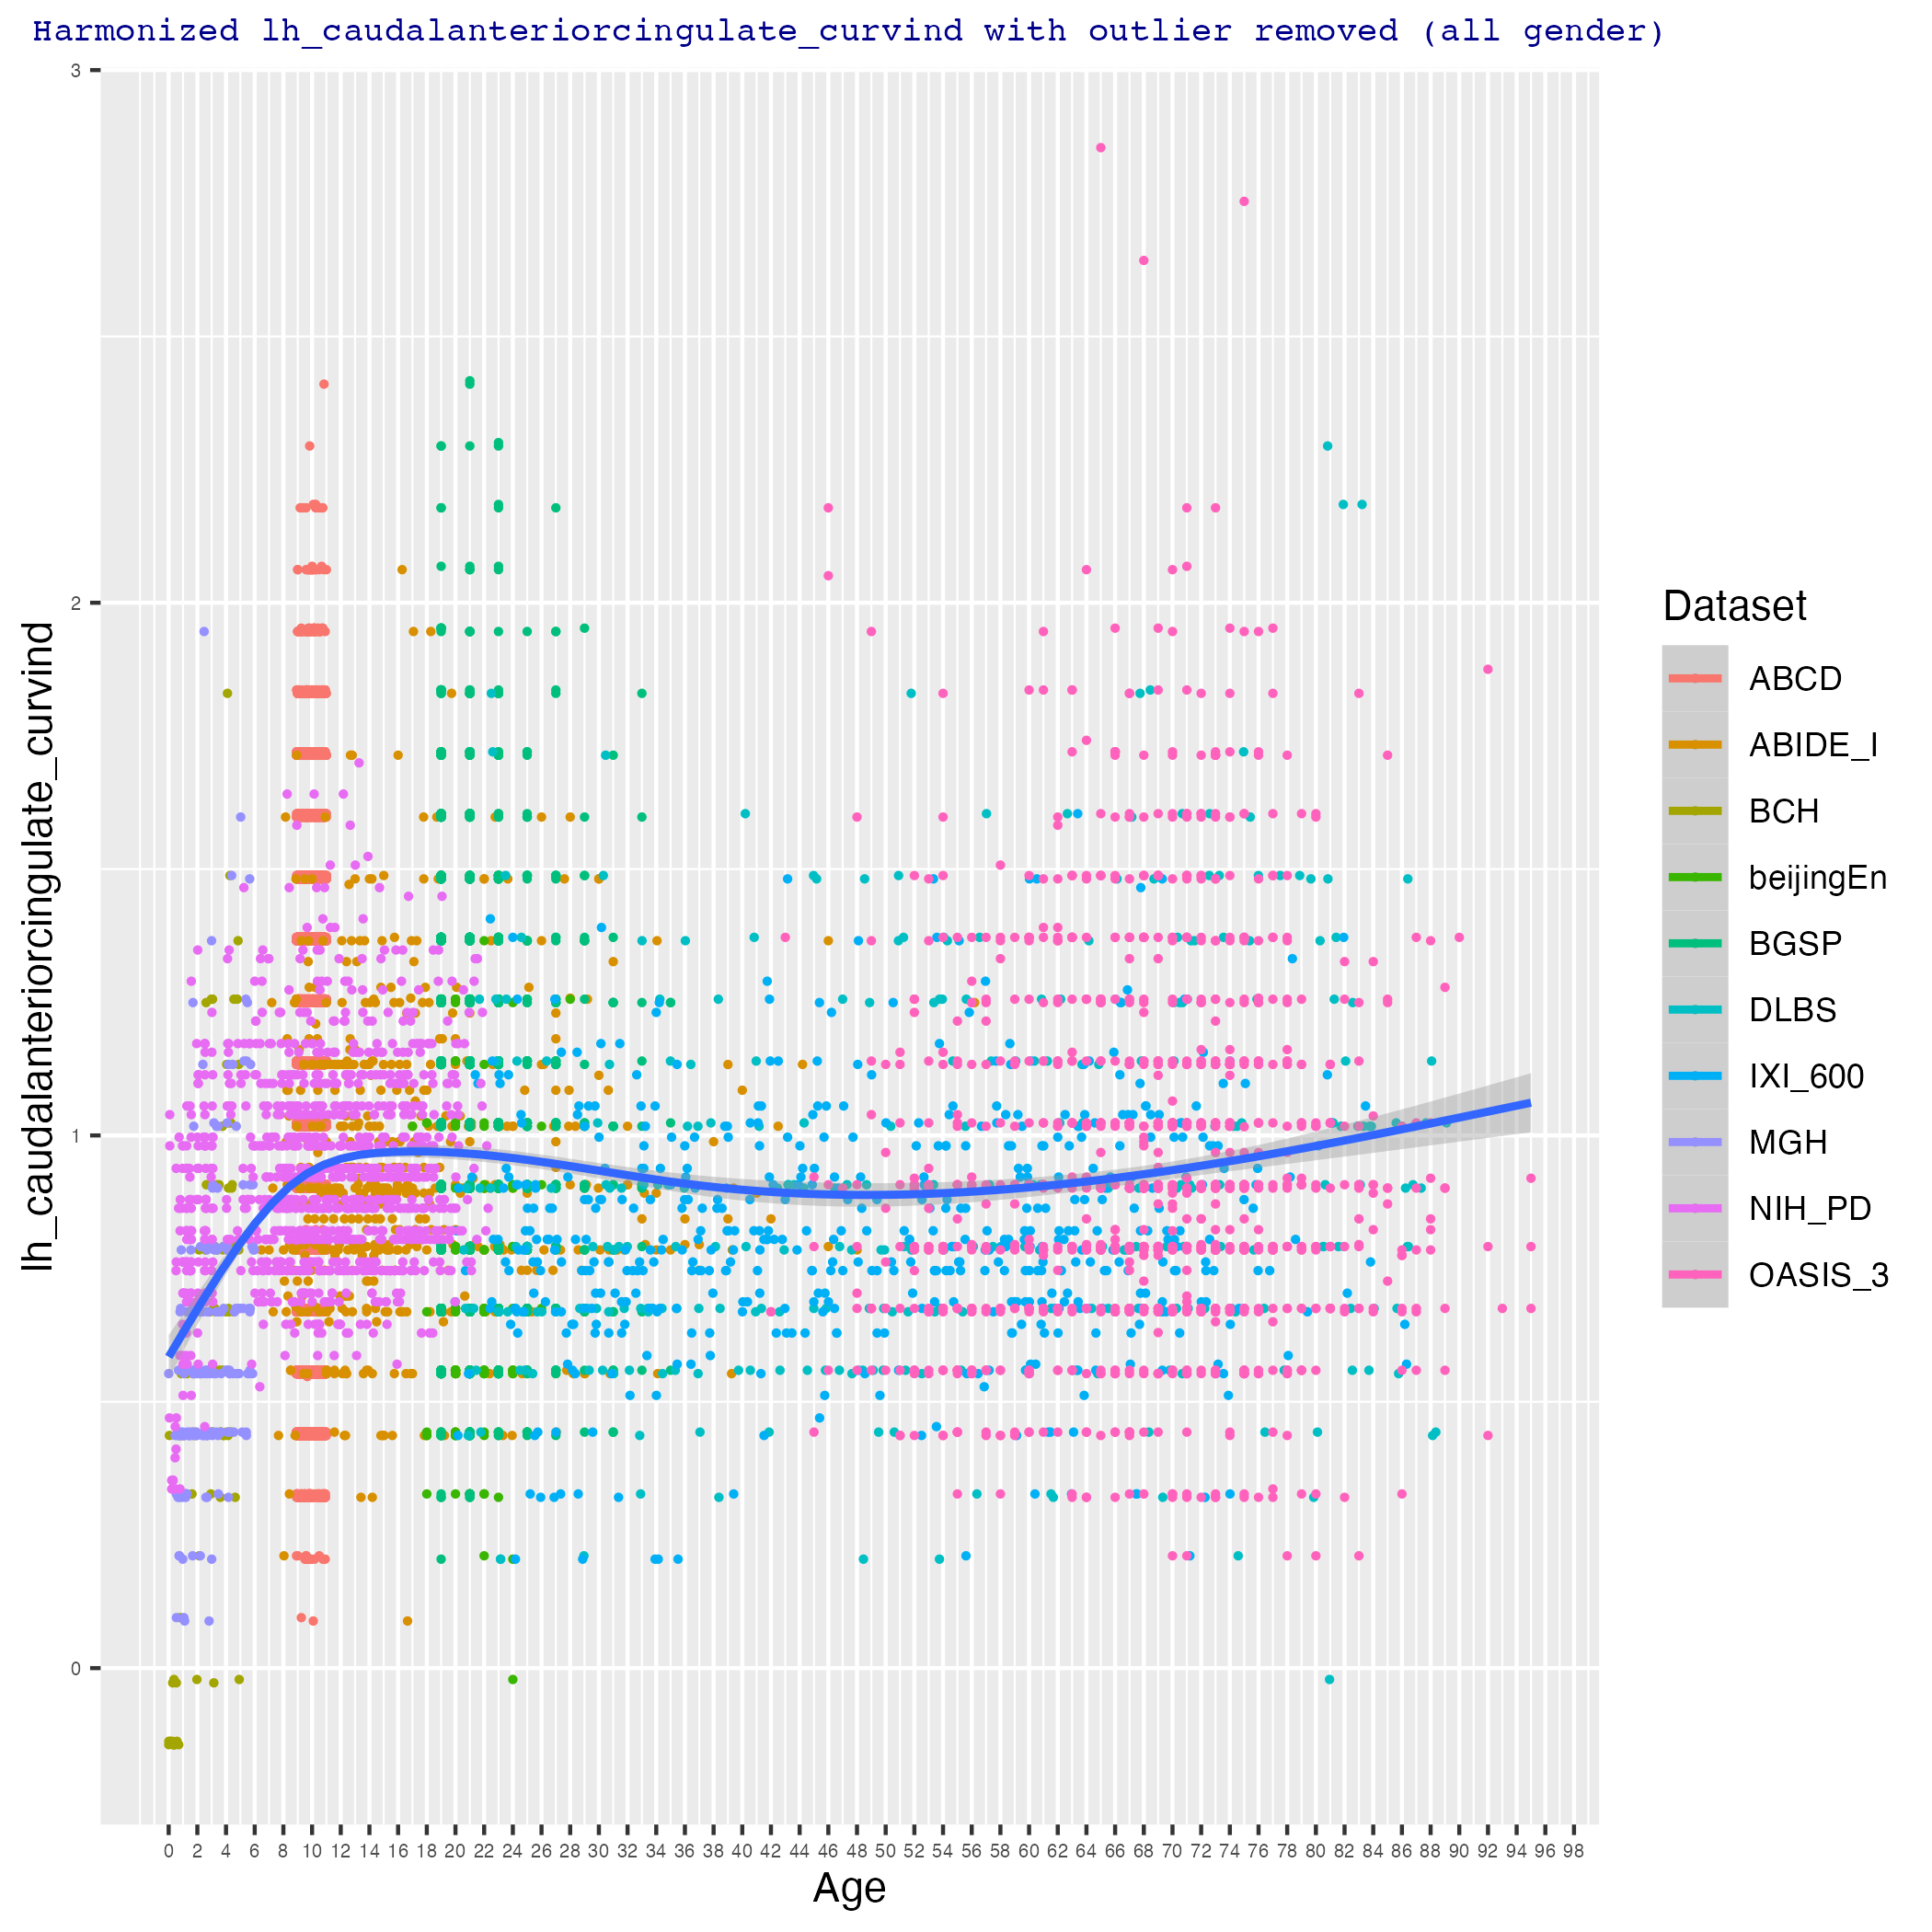 Harmonized lh_caudalanteriorcingulate_curvind with outlier removed (all gender)
lh_caudalanteriorcingulate_curvind
3
2
1
0
0 2 4 6 8 10 12 14 16 18 20 22 24 26 28 30 32 34 36 38 40 42 44 46 48 50 52 54 56 58 60 62 64 66 68 70 72 74 76 78 80 82 84 86 88 90 92 94 96 98
Age
Dataset
ABCD
ABIDE_I
BCH
beijingEn
BGSP
DLBS
IXI_600
MGH
NIH_PD
OASIS_3